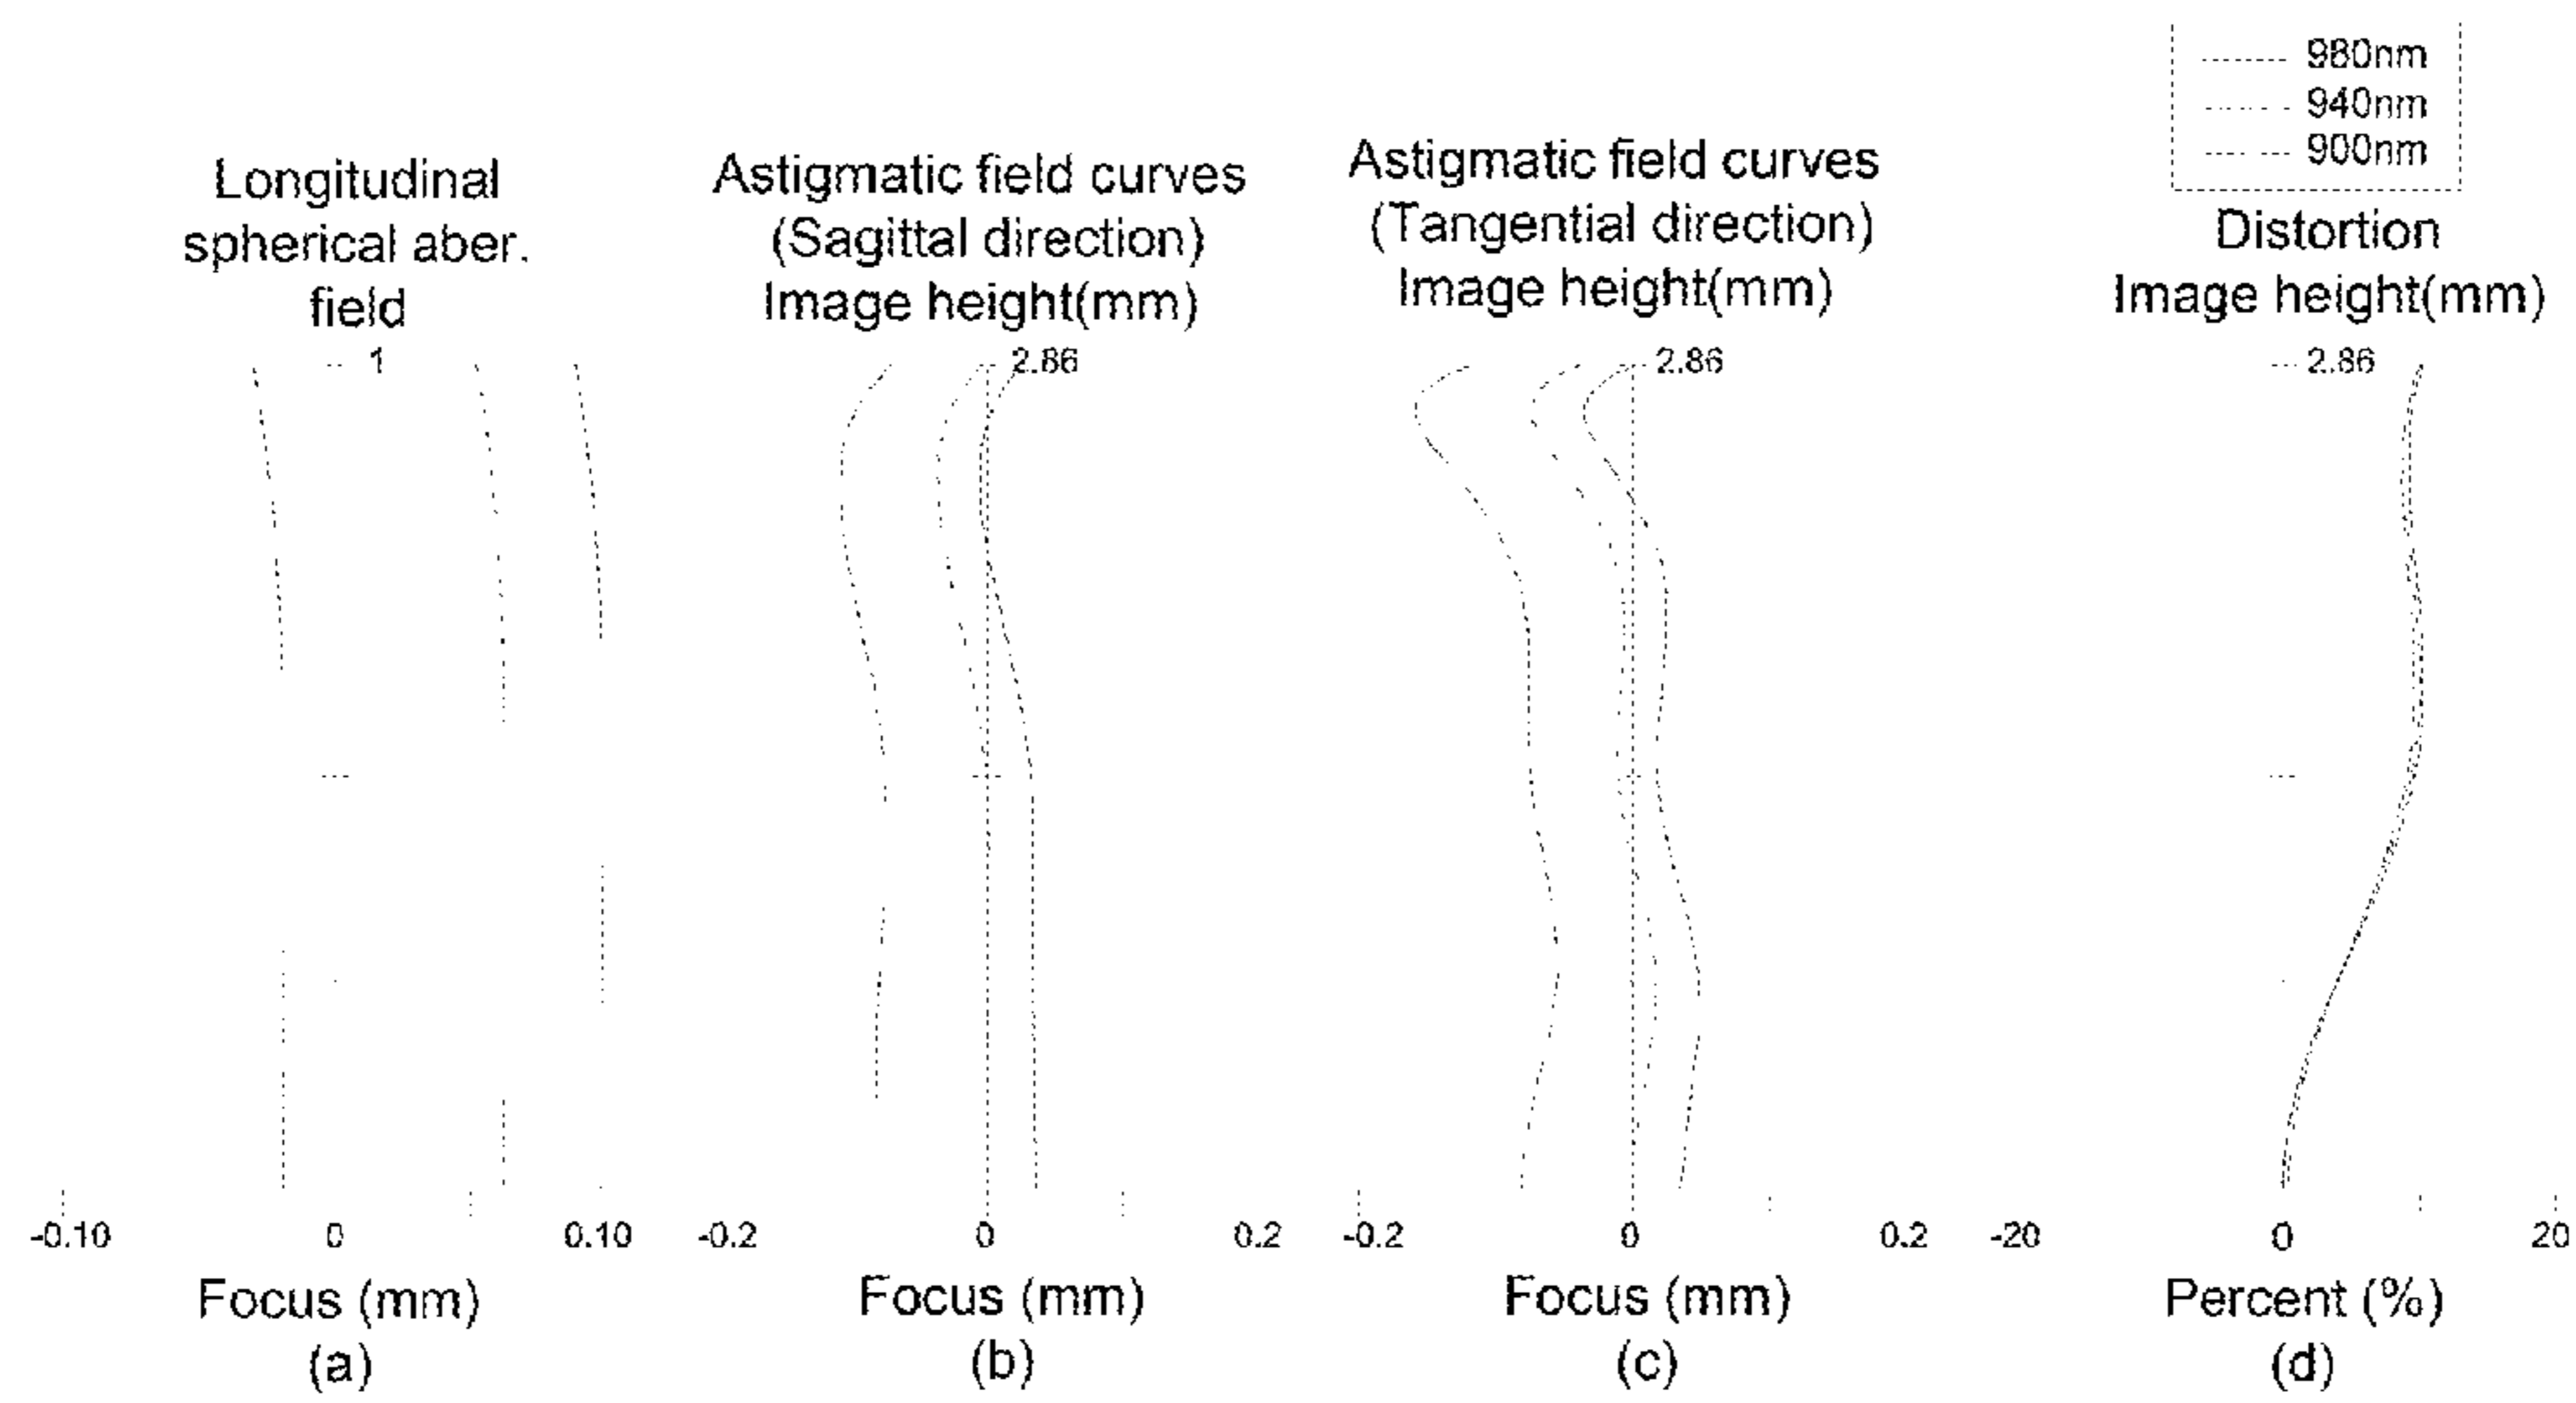 980nm
940nm
900nm
Longitudinal
spherical aber.
field
1
Astigmatic field curves
(Sagittal direction)
Image height(mm)
2.86
Astigmatic field curves
(Tangential direction)
Image height(mm)
2.86
Distortion
Image height(mm)
2.86
-0.10 0 0.10
Focus (mm)
(a)
-0.2 0 0.2
Focus (mm)
(b)
-0.2 0 0.2
Focus (mm)
(c)
-20 0 20
Percent (%)
(d)